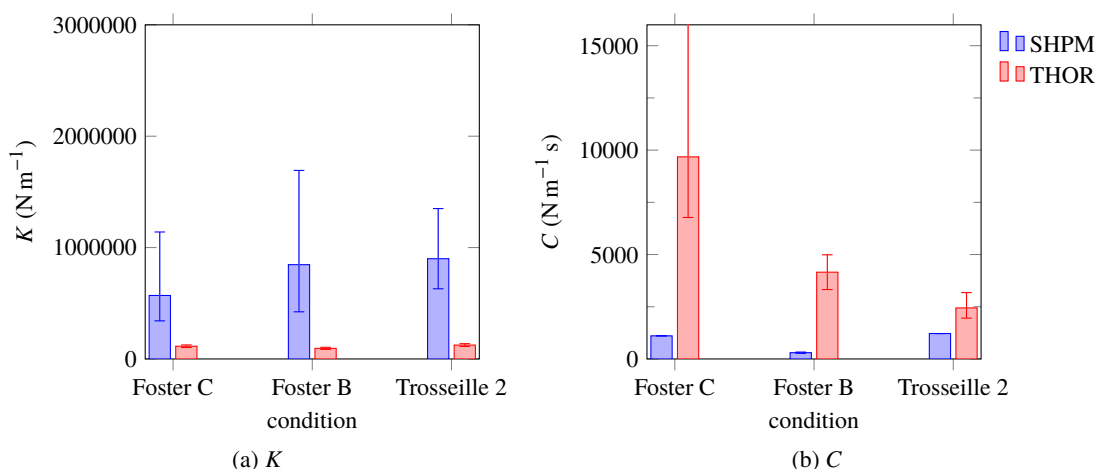 3000000
2000000
1000000
0
K (N m⁻¹)
Foster C Foster B Trosseille 2
condition
(a) K
15000
10000
5000
0
C (N m⁻¹ s)
Foster C Foster B Trosseille 2
condition
(b) C
SHPM
THOR